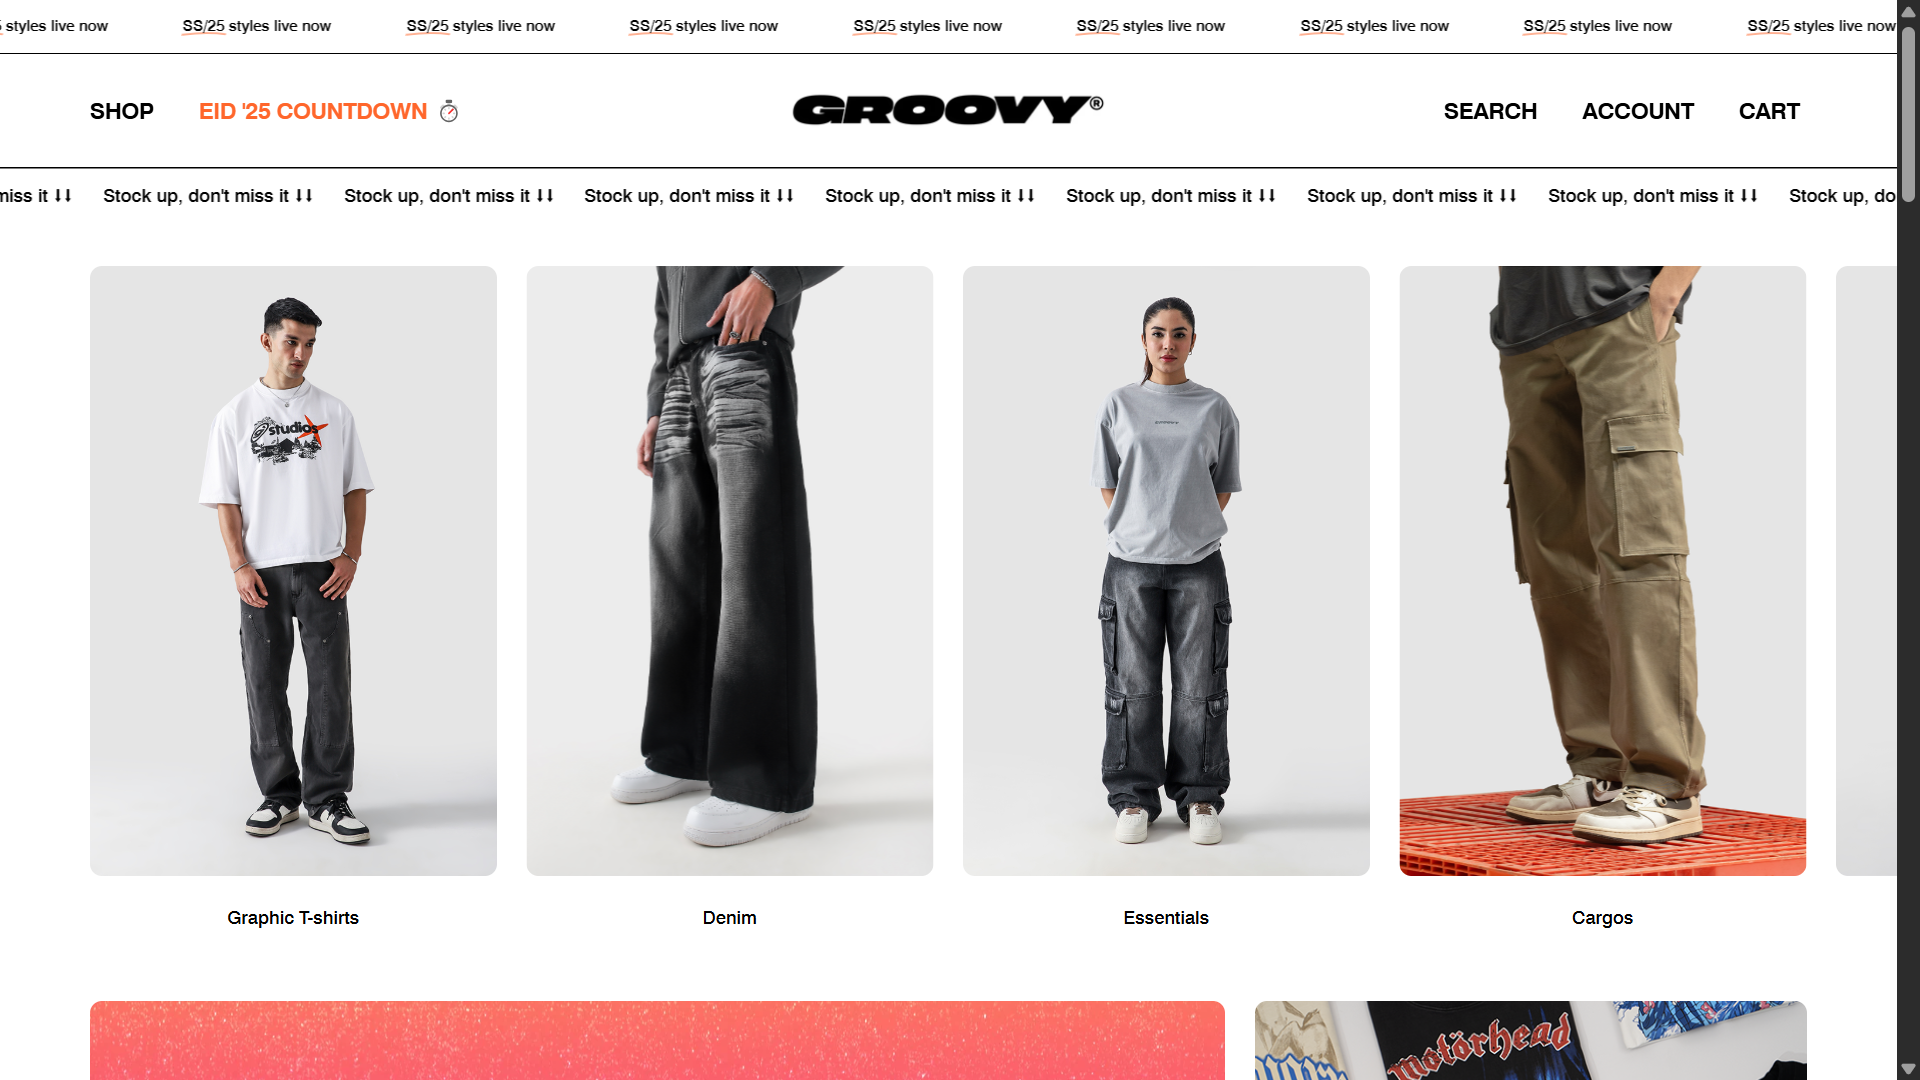 styles live now SS/25 styles live now SS/25 styles live now SS/25 styles live now SS/25 styles live now SS/25 styles live now SS/25 styles live now SS/25 styles live now SS/25 styles live now
SHOP EID '25 COUNTDOWN ⏱ GROOVY® SEARCH ACCOUNT CART
miss it ⬇⬇ Stock up, don't miss it ⬇⬇ Stock up, don't miss it ⬇⬇ Stock up, don't miss it ⬇⬇ Stock up, don't miss it ⬇⬇ Stock up, don't miss it ⬇⬇ Stock up, don't miss it ⬇⬇ Stock up, don't miss it ⬇⬇ Stock up, do
studios
Graphic T-shirts Denim Essentials Cargos
motörhead